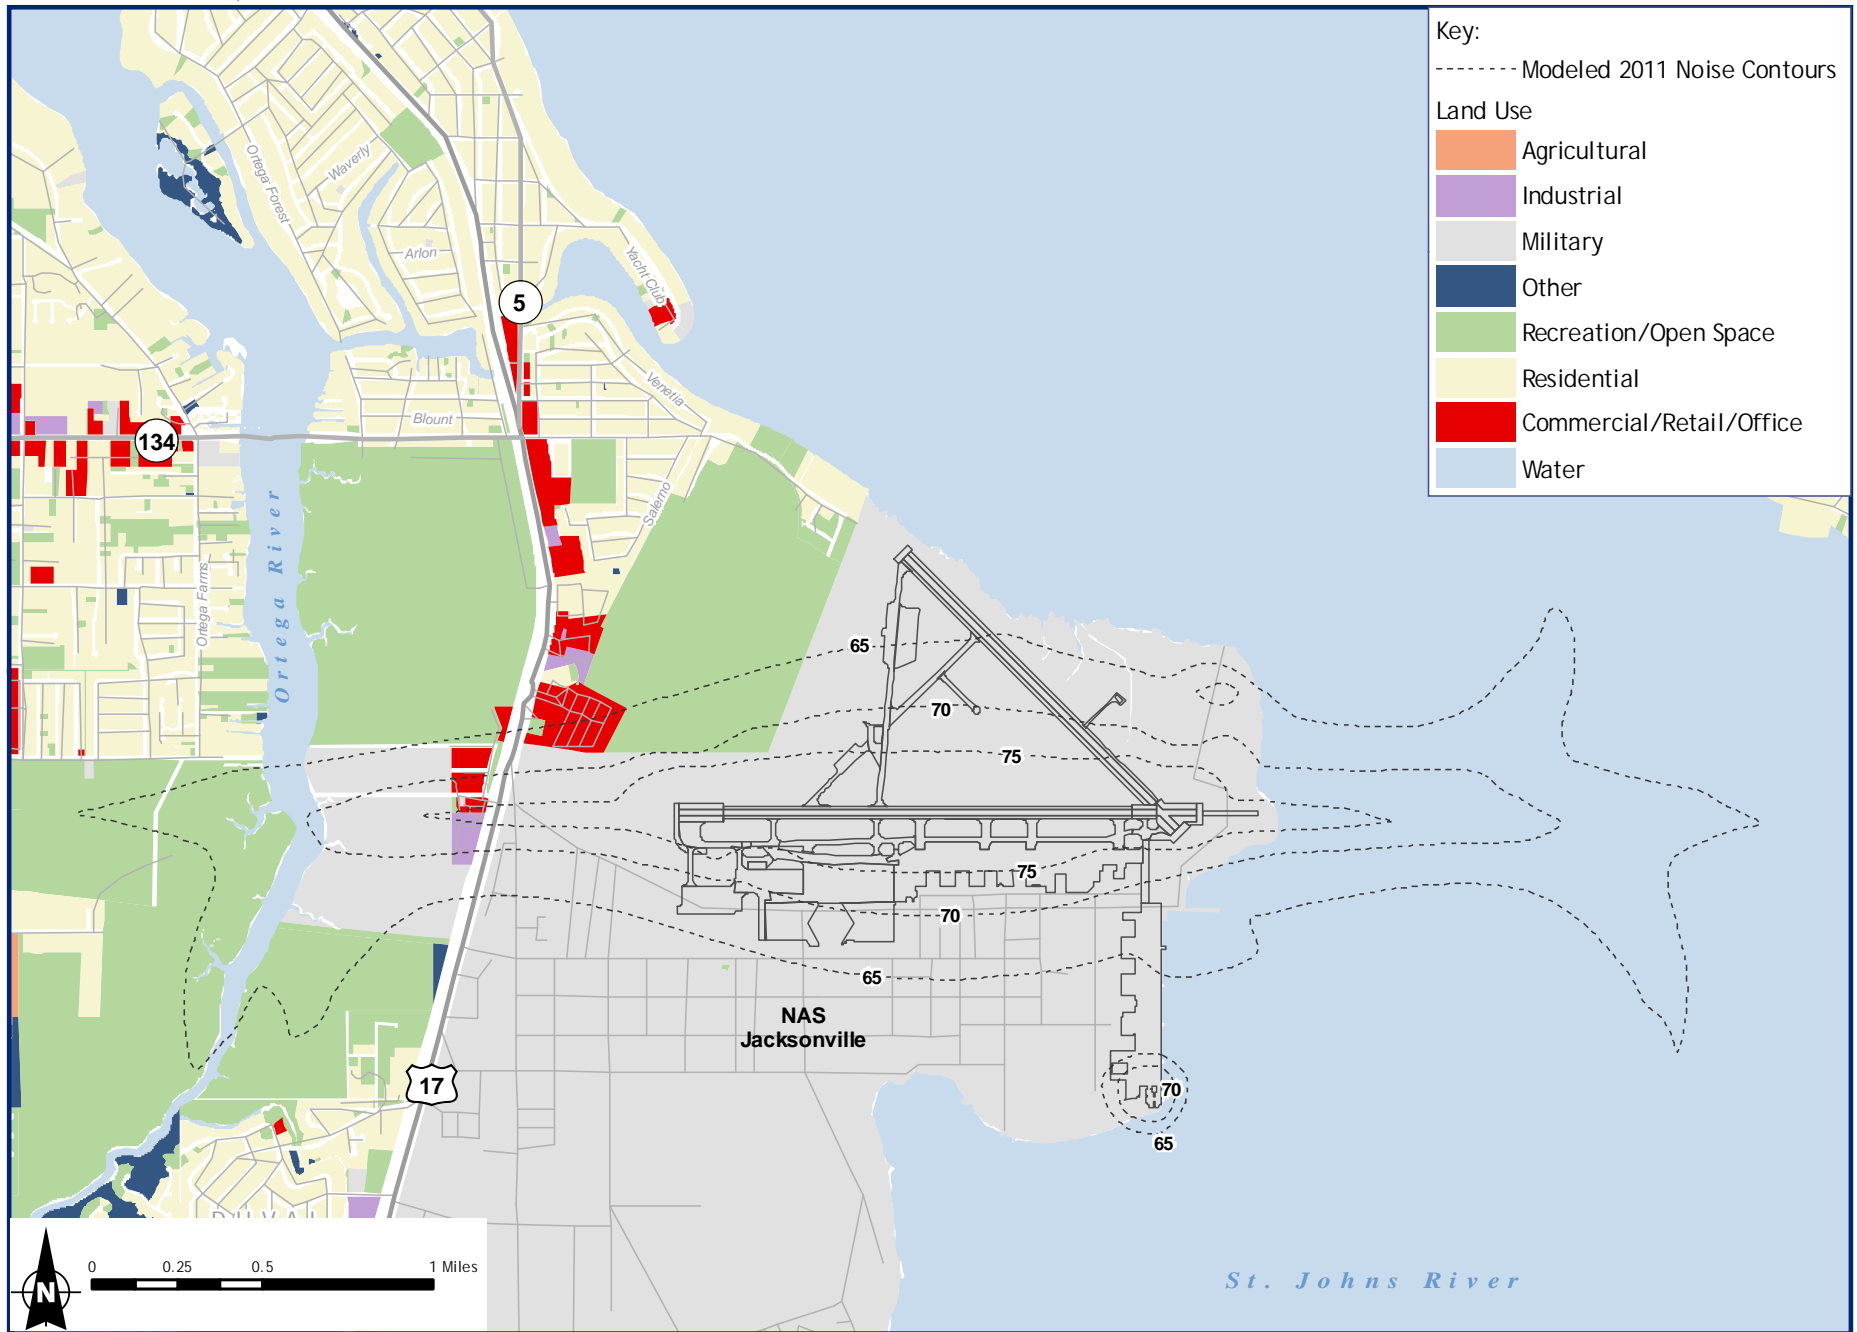 Key:
Modeled 2011 Noise Contours
Land Use
Agricultural
Industrial
Military
Other
Recreation/Open Space
Residential
Commercial/Retail/Office
Water
Ortega Forest
Waverly
Arlon
Yacht Club
5
Venetia
Blount
134
Salerno
Ortega River
Ortega Farms
65
70
75
75
70
65
NAS
Jacksonville
17
70
65
DUVAL
0 0.25 0.5 1 Miles
N
St. Johns River